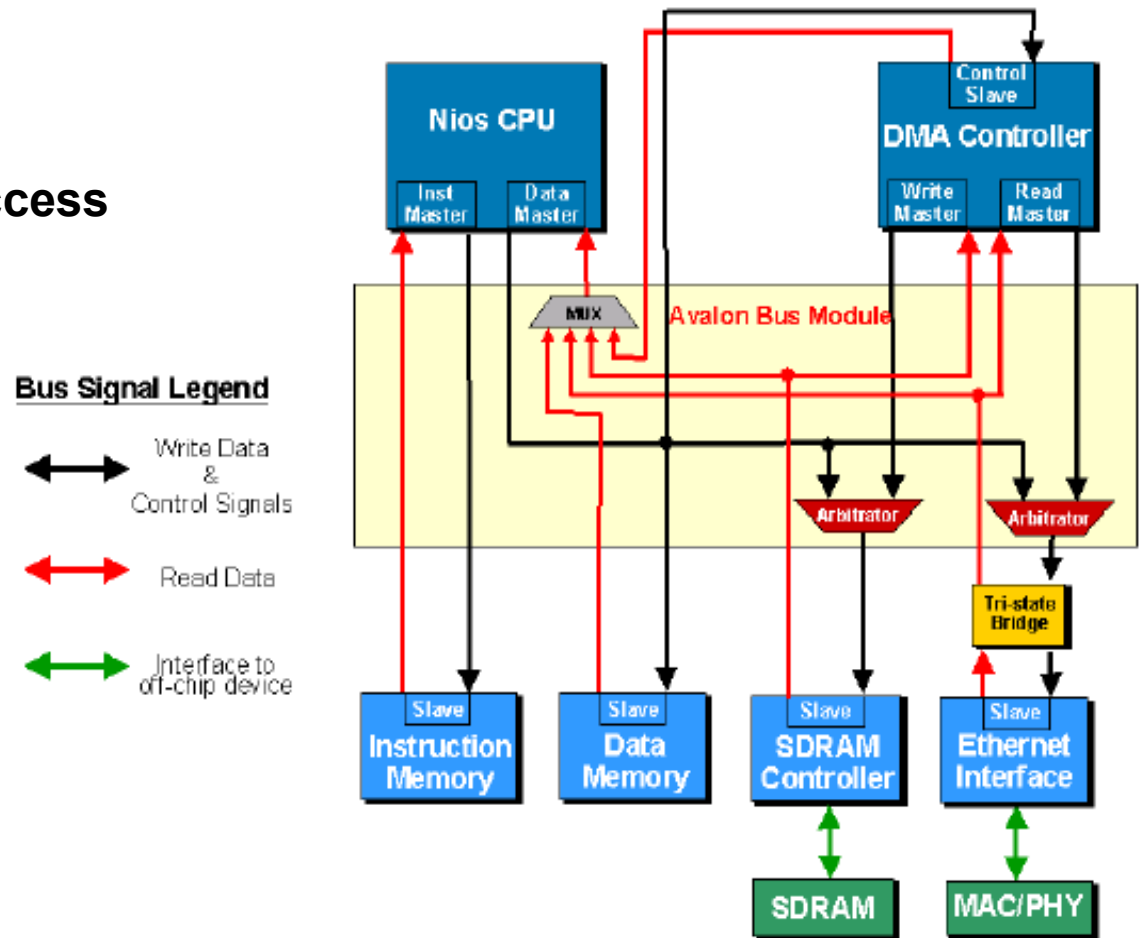 ccess
Control
Slave
Nios CPU
DMA Controller
Inst
Master
Data
Master
Write
Master
Read
Master
MUX
Avalon Bus Module
Bus Signal Legend
Write Data
&
Control Signals
Read Data
Interface to
off-chip device
Arbitrator
Arbitrator
Tri-state
Bridge
Slave
Instruction
Memory
Slave
Data
Memory
Slave
SDRAM
Controller
Slave
Ethernet
Interface
SDRAM
MAC/PHY